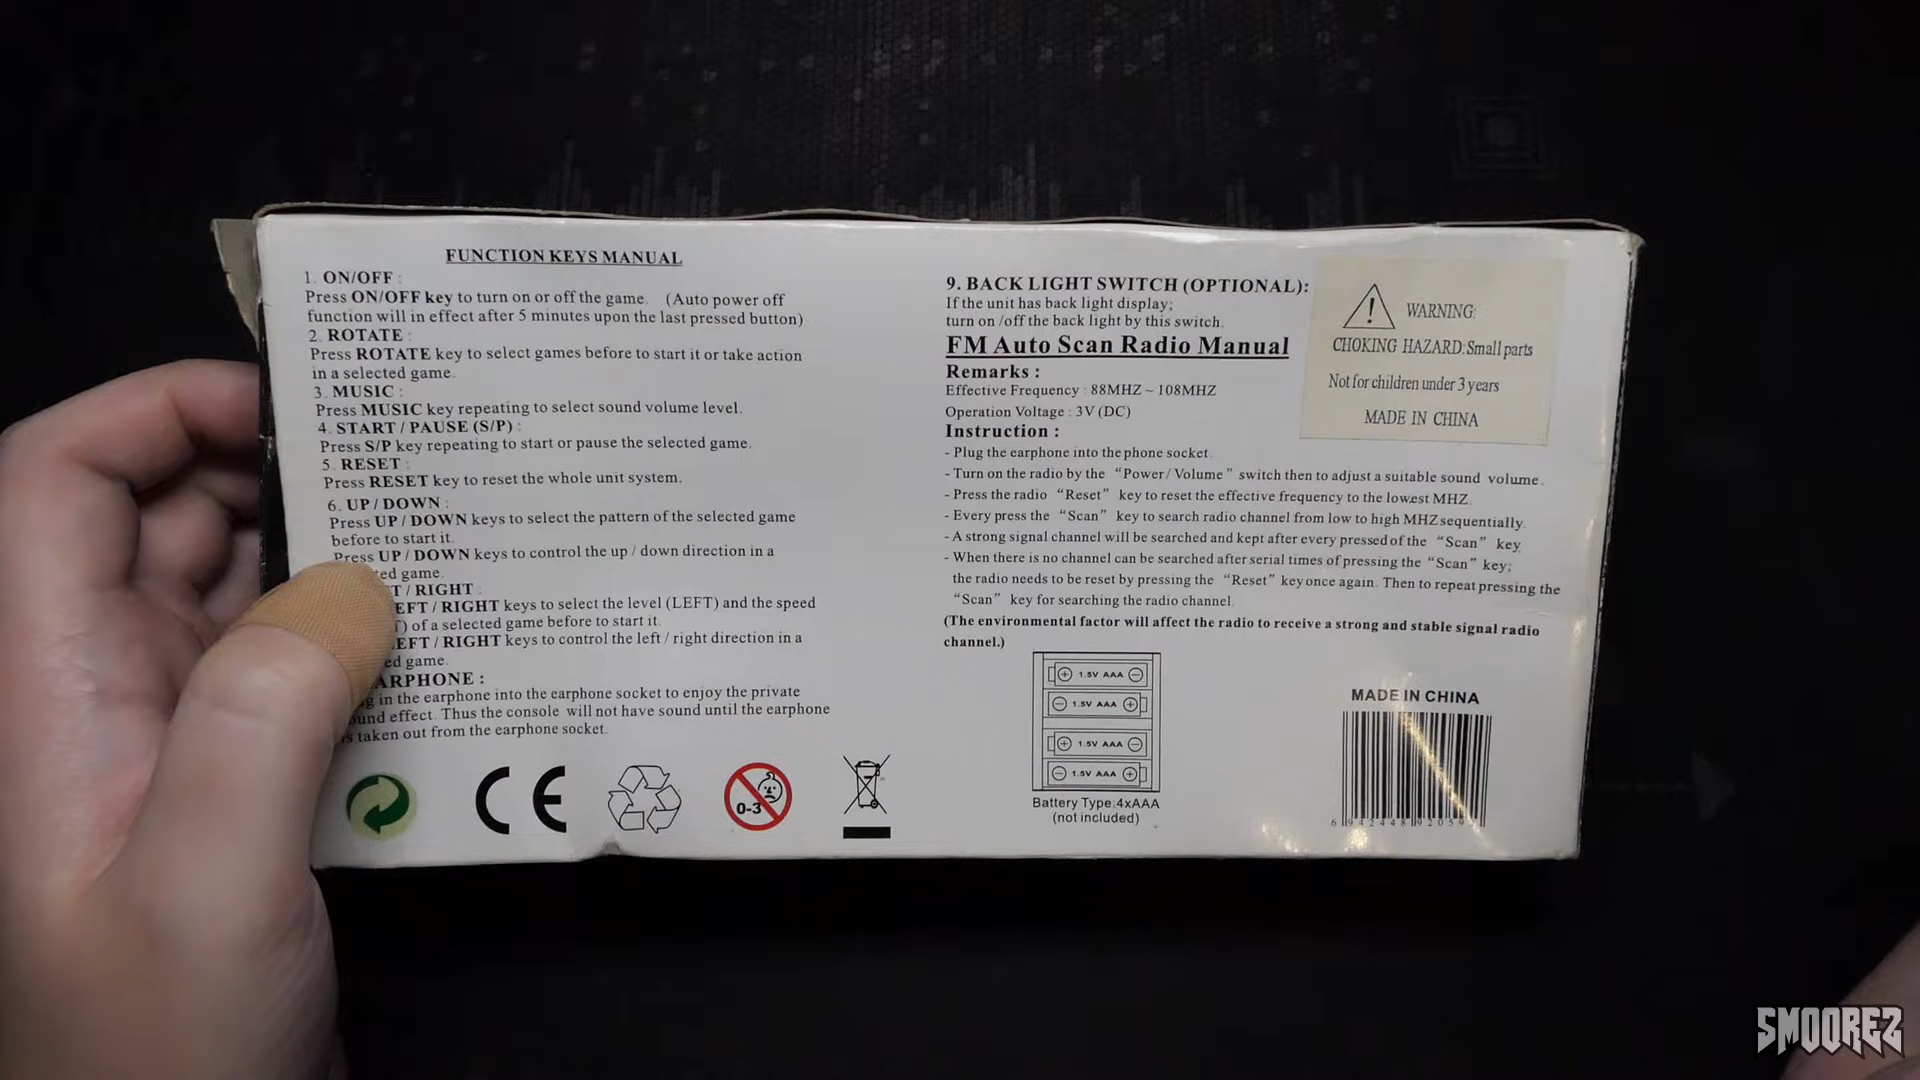 FUNCTION KEYS MANUAL
1. ON/OFF :
Press ON/OFF key to turn on or off the game. (Auto power off
function will in effect after 5 minutes upon the last pressed button)
2. ROTATE :
Press ROTATE key to select games before to start it or take action
in a selected game.
3. MUSIC :
Press MUSIC key repeating to select sound volume level.
4. START / PAUSE (S/P) :
Press S/P key repeating to start or pause the selected game.
5. RESET :
Press RESET key to reset the whole unit system.
6. UP / DOWN :
Press UP / DOWN keys to select the pattern of the selected game
before to start it.
Press UP / DOWN keys to control the up / down direction in a
game.
/ RIGHT :
/ RIGHT keys to select the level (LEFT) and the speed
of a selected game before to start it.
/ RIGHT keys to control the left / right direction in a
game.
in the earphone into the earphone socket to enjoy the private
effect. Thus the console will not have sound until the earphone
is taken out from the earphone socket.
CE
0-3
9. BACK LIGHT SWITCH (OPTIONAL):
If the unit has back light display;
turn on /off the back light by this switch.
FM Auto Scan Radio Manual
Remarks :
Effective Frequency : 88MHZ ~ 108MHZ
Operation Voltage : 3V (DC)
Instruction :
- Plug the earphone into the phone socket.
- Turn on the radio by the "Power/Volume" switch then to adjust a suitable sound volume.
- Press the radio "Reset" key to reset the effective frequency to the lowest MHZ.
- Every press the "Scan" key to search radio channel from low to high MHZ sequentially.
- A strong signal channel will be searched and kept after every pressed of the "Scan" key
- When there is no channel can be searched after serial times of pressing the "Scan" key;
the radio needs to be reset by pressing the "Reset" key once again. Then to repeat pressing the
"Scan" key for searching the radio channel.
(The environmental factor will affect the radio to receive a strong and stable signal radio
channel.)
1.5V AAA
1.5V AAA
1.5V AAA
1.5V AAA
Battery Type:4xAAA
(not included)
WARNING:
CHOKING HAZARD:Small parts
Not for children under 3 years
MADE IN CHINA
MADE IN CHINA
SMOOREZ